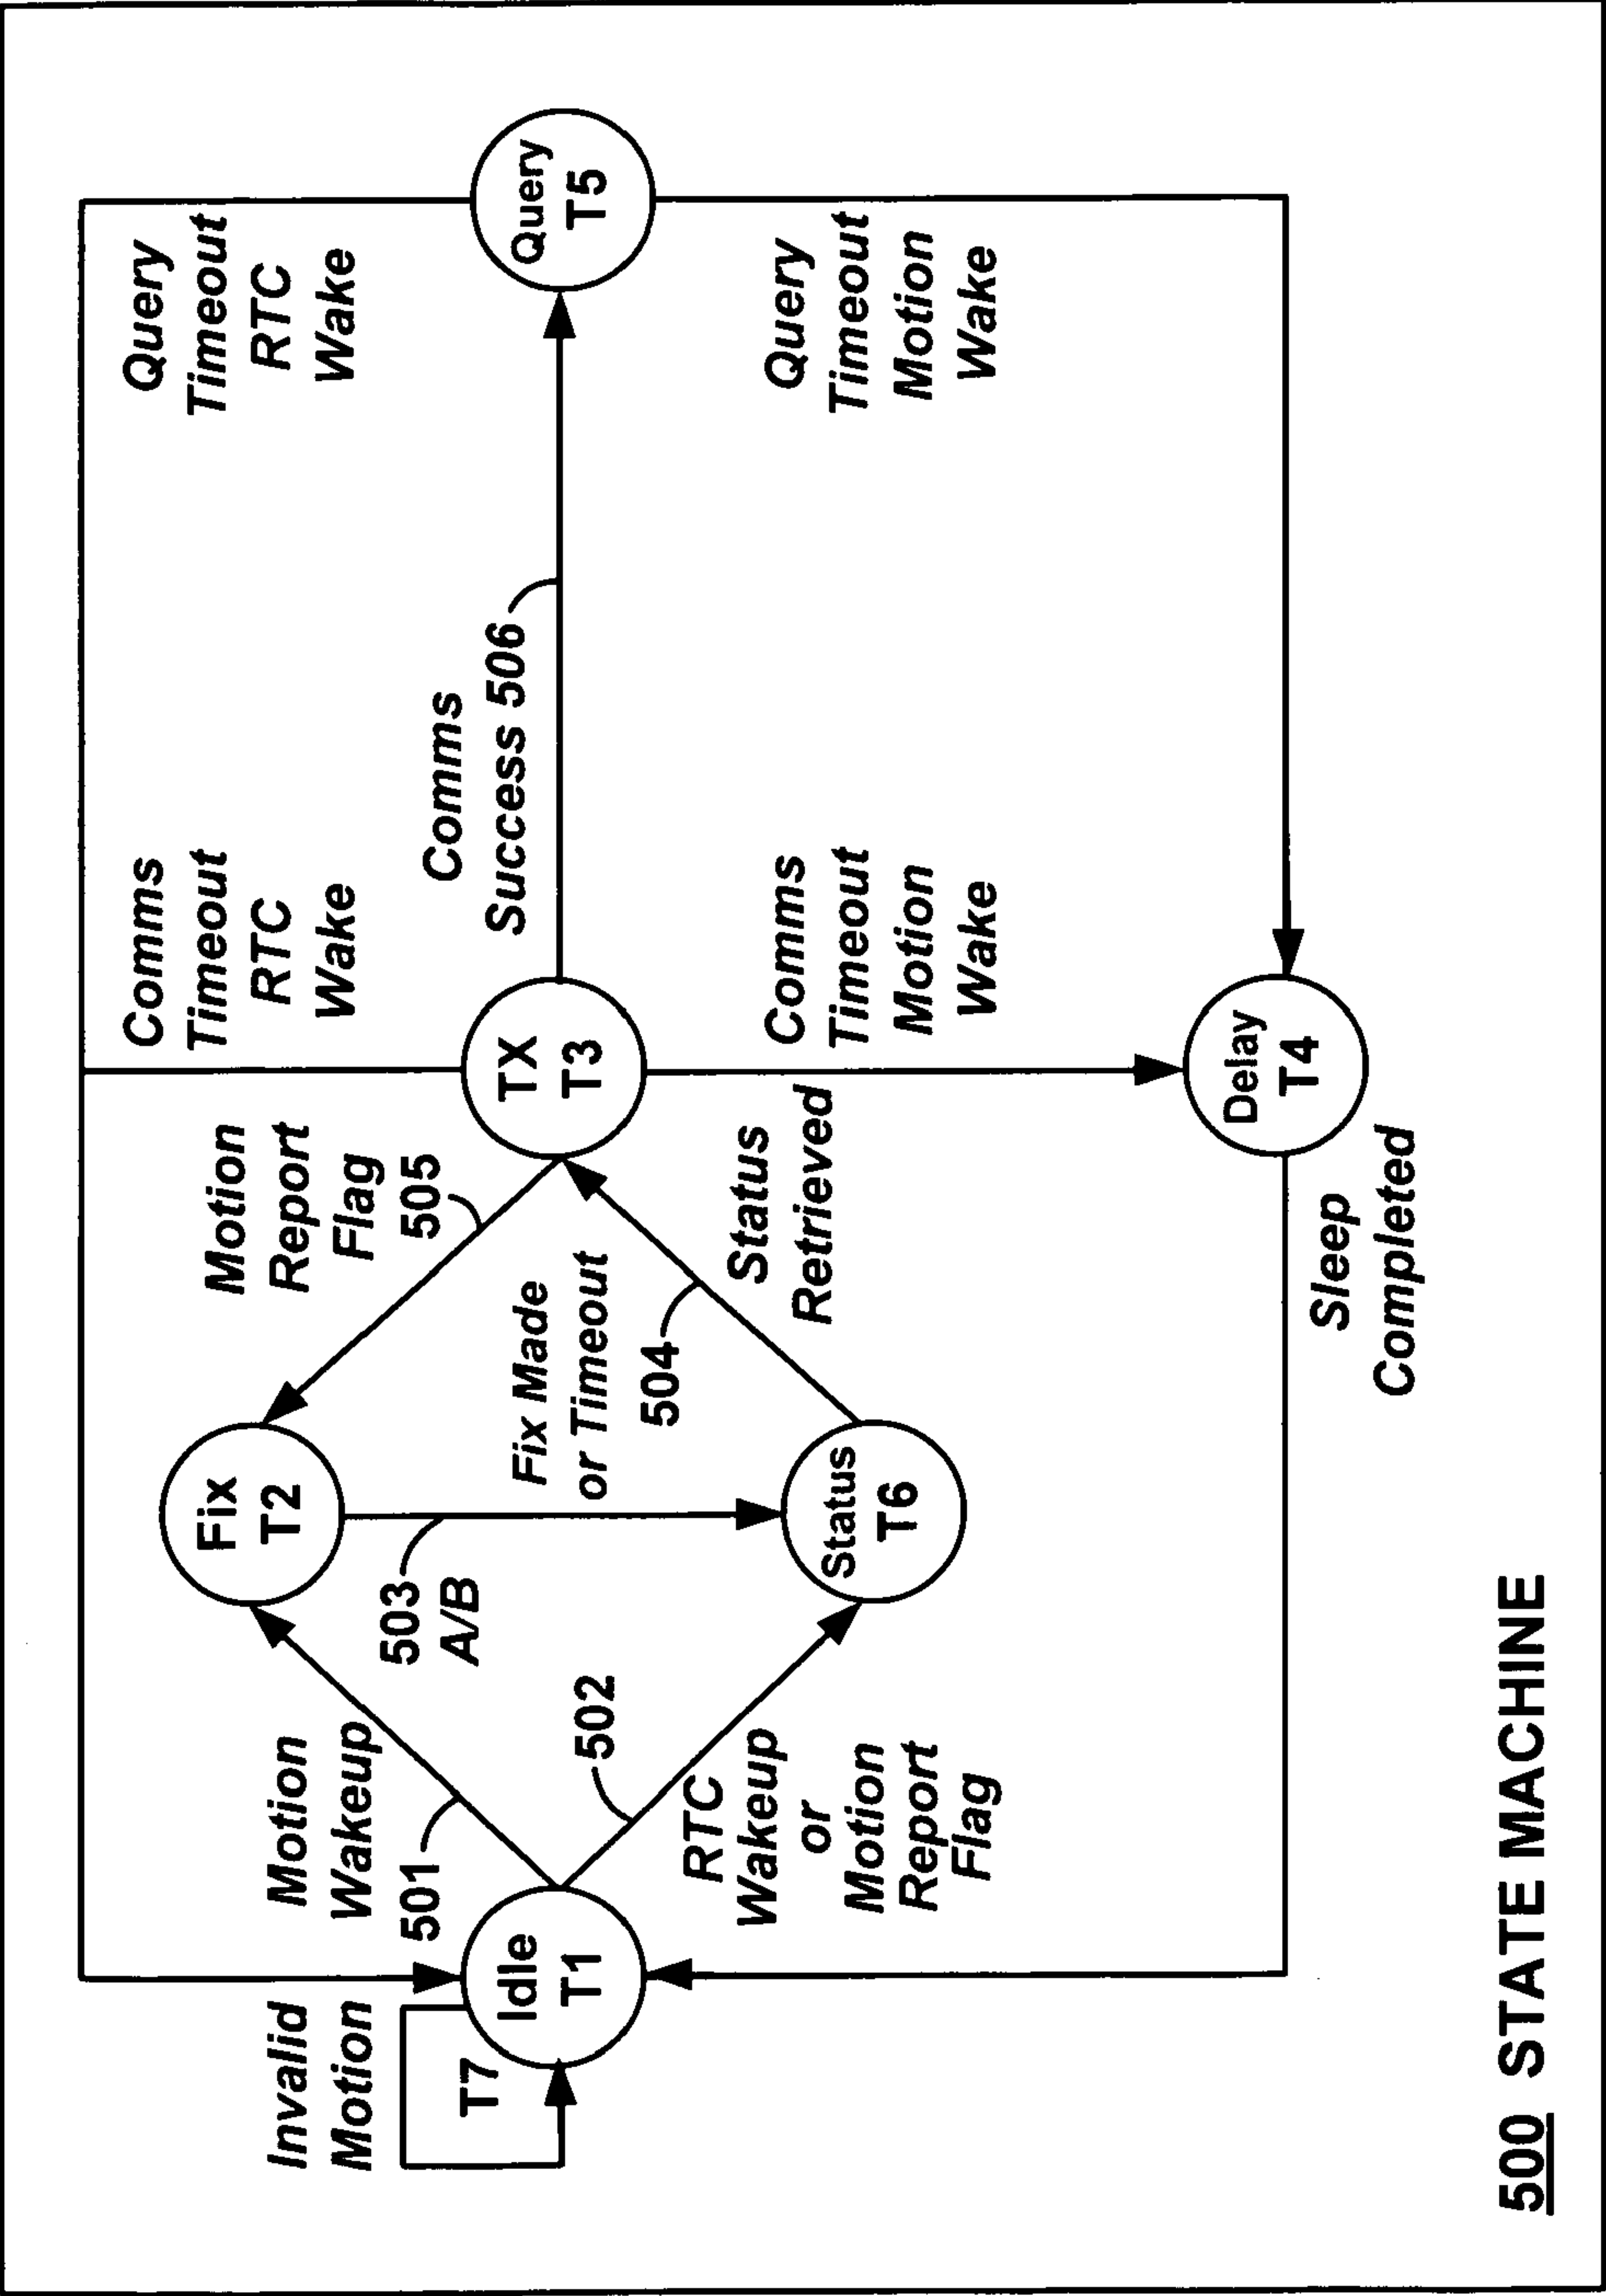 Query
Timeout
RTC
Wake
Comms
Timeout
RTC
Wake
Motion
Report
Flag
505
Motion
Wakeup
501
Invalid
Motion
T7
Fix
T2
503
A/B
Fix Made
or Timeout
Comms
Success 506
Query
T5
TX
T3
Idle
T1
502
RTC
Wakeup
or
Motion
Report
Flag
504
Status
Retrieved
Status
T6
Comms
Timeout
Motion
Wake
Query
Timeout
Motion
Wake
Delay
T4
Sleep
Completed
500 STATE MACHINE